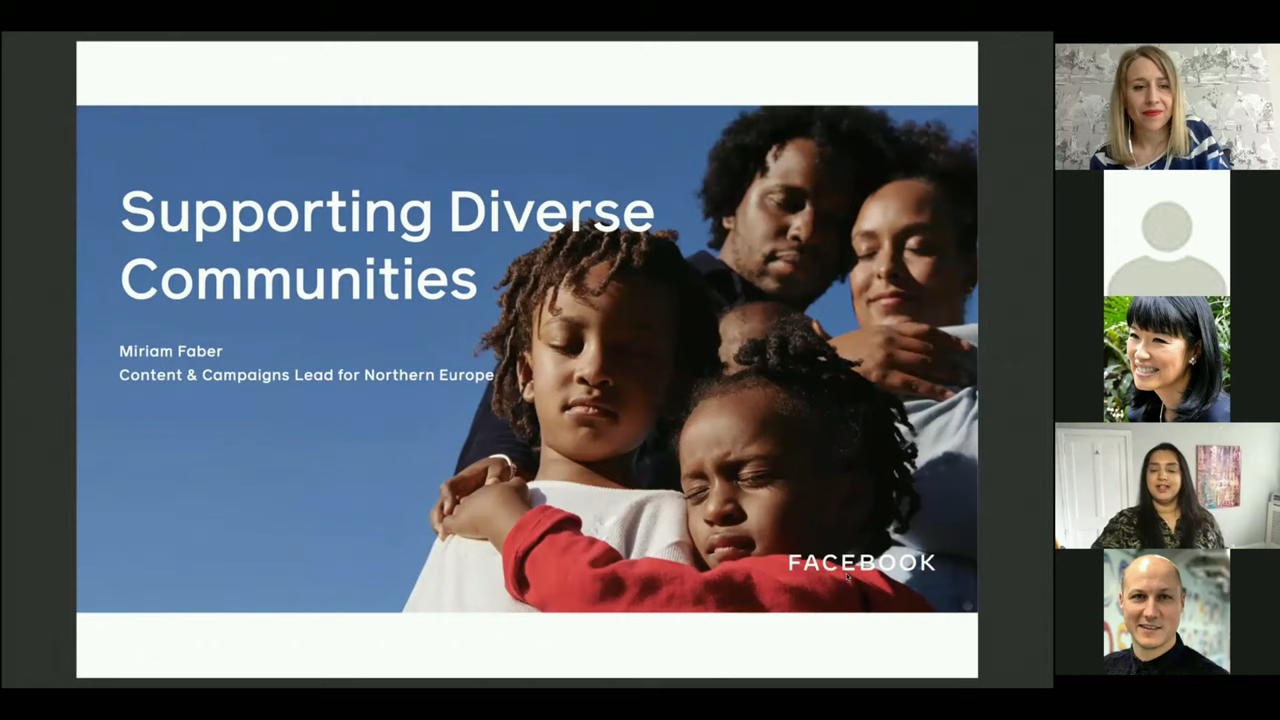 Supporting Diverse
Communities
Miriam Faber
Content & Campaigns Lead for Northern Europe
FACEBOOK